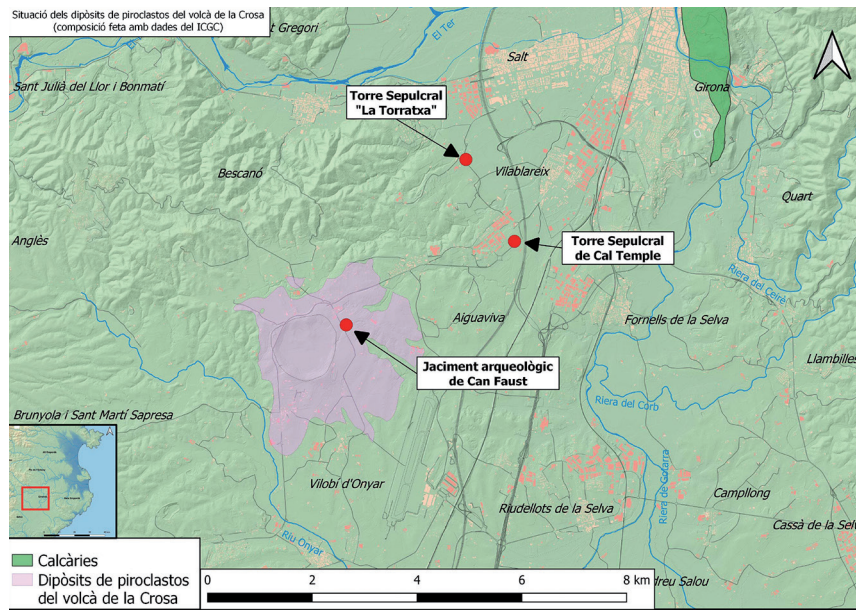 Situació dels dipòsits de piroclastos del volcà de la Crosa
(composició feta amb dades del ICGC)
t Gregori
El Ter
Salt
Sant Julià del Llor i Bonmatí
Girona
Torre Sepulcral
"La Torratxa"
Bescanó
Vilablareix
Quart
Anglès
Torre Sepulcral
de Cal Temple
Riera del Celrè
Aiguaviva
Fornells de la Selva
Llambilles
Jaciment arqueològic
de Can Faust
Riera del Corb
Brunyola i Sant Martí Sapresa
Vilobí d'Onyar
Riudellots de la Selva
Riera de Gotarra
Campllong
Cassà de la Selv
Riu Onyar
Calcàries
Dipòsits de piroclastos
del volcà de la Crosa
0 2 4 6 8 km
dreu Salou